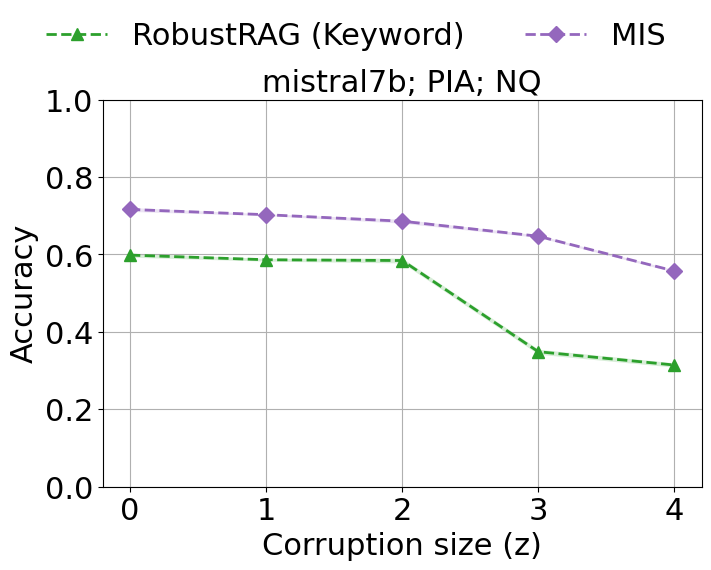 RobustRAG (Keyword) MIS
mistral7b; PIA; NQ
1.0
0.8
0.6
0.4
0.2
0.0
Accuracy
0 1 2 3 4
Corruption size (z)